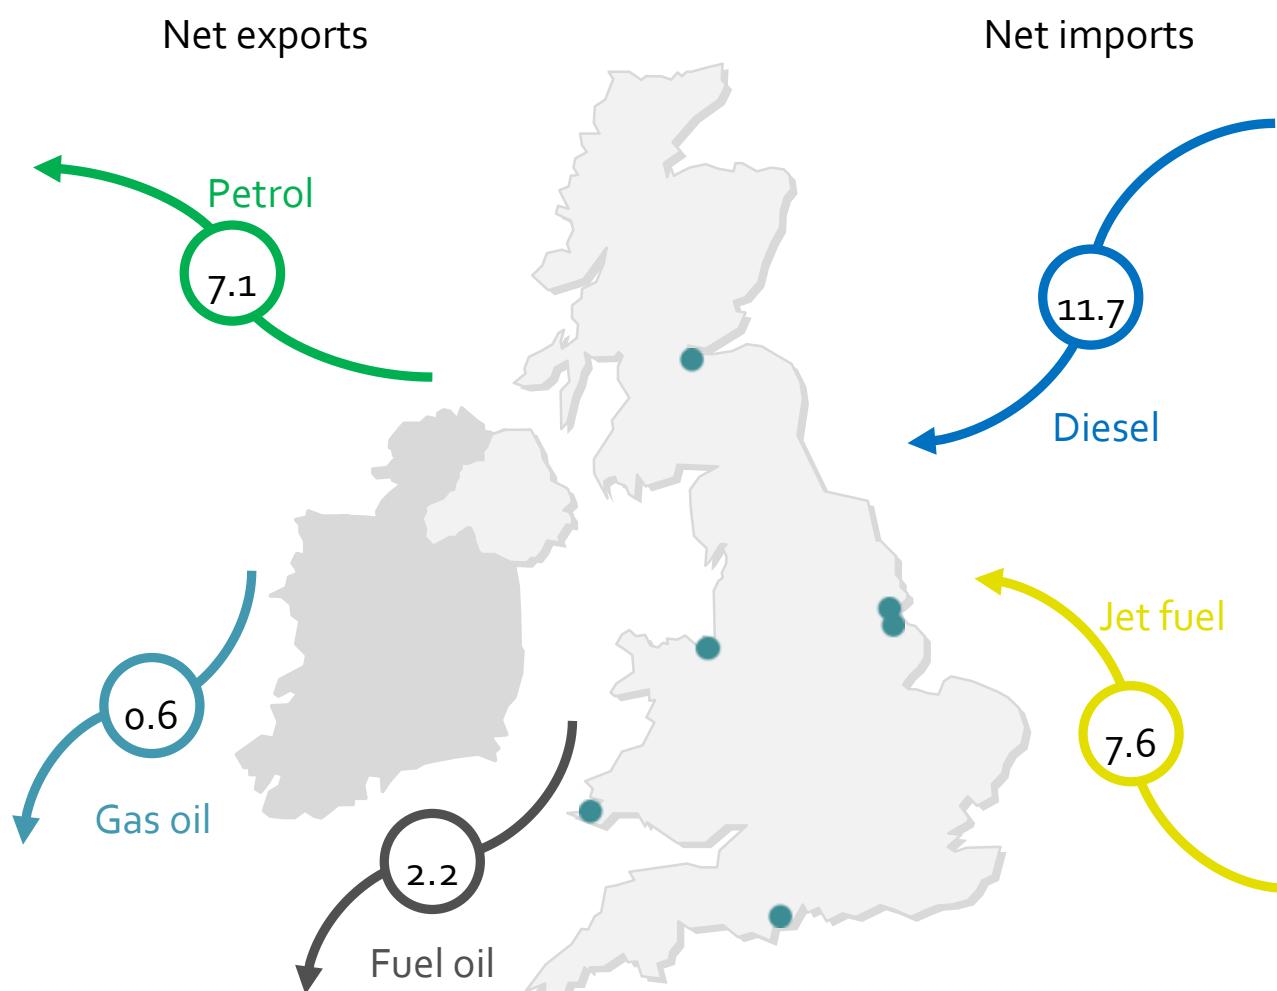 Net exports
Net imports
Petrol
7.1
11.7
Diesel
Jet fuel
7.6
0.6
Gas oil
2.2
Fuel oil